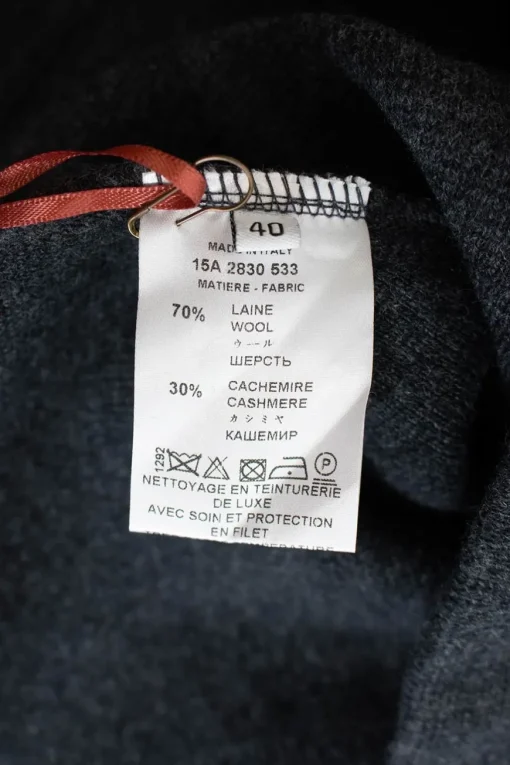 40
MADE IN ITALY
15A 2830 533
MATIERE - FABRIC
70% LAINE
WOOL
ウール
ШЕРСТЬ
30% CACHEMIRE
CASHMERE
カシミヤ
КАШЕМИР
1292
P
NETTOYAGE EN TEINTURERIE
DE LUXE
AVEC SOIN ET PROTECTION
EN FILET
TEMPERATURE